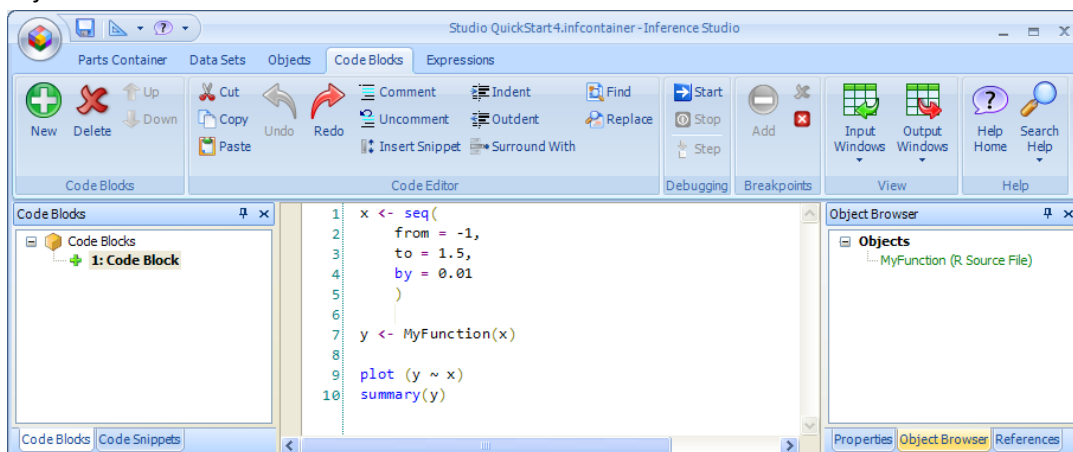 Studio QuickStart4.infcontainer - Inference Studio
Parts Container Data Sets Objects Code Blocks Expressions
New Delete Up Down
Cut Copy Paste Undo Redo
Comment Uncomment Insert Snippet
Indent Outdent Surround With
Find Replace
Start Stop Step
Add
Input Windows Output Windows
Help Home Search Help
Code Blocks Code Editor Debugging Breakpoints View Help
Code Blocks
Code Blocks
1: Code Block
Code Blocks Code Snippets
1 x <- seq(
2 from = -1,
3 to = 1.5,
4 by = 0.01
5 )
6
7 y <- MyFunction(x)
8
9 plot (y ~ x)
10 summary(y)
Object Browser
Objects
MyFunction (R Source File)
Properties Object Browser References